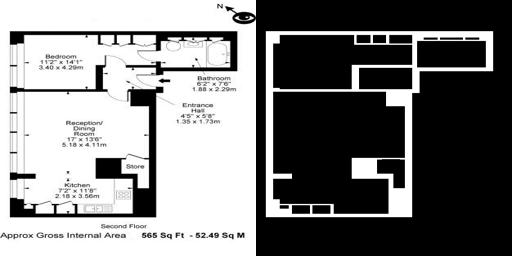 N
Bedroom
11'2" x 14'1"
3.40 x 4.29m
Bathroom
6'2" x 7'6"
1.88 x 2.29m
Entrance
Hall
4'5" x 5'8"
1.35 x 1.73m
Reception/
Dining
Room
17' x 13'6"
5.18 x 4.11m
Store
Kitchen
7'2" x 11'8"
2.18 x 3.56m
Second Floor
Approx Gross Internal Area 565 Sq Ft - 52.49 Sq M